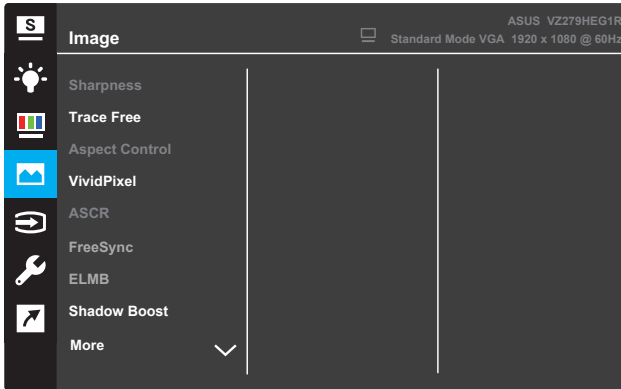 S
ASUS VZ279HEG1R
Image
Standard Mode VGA 1920 x 1080 @ 60Hz
Sharpness
Trace Free
Aspect Control
VividPixel
ASCR
FreeSync
ELMB
Shadow Boost
More